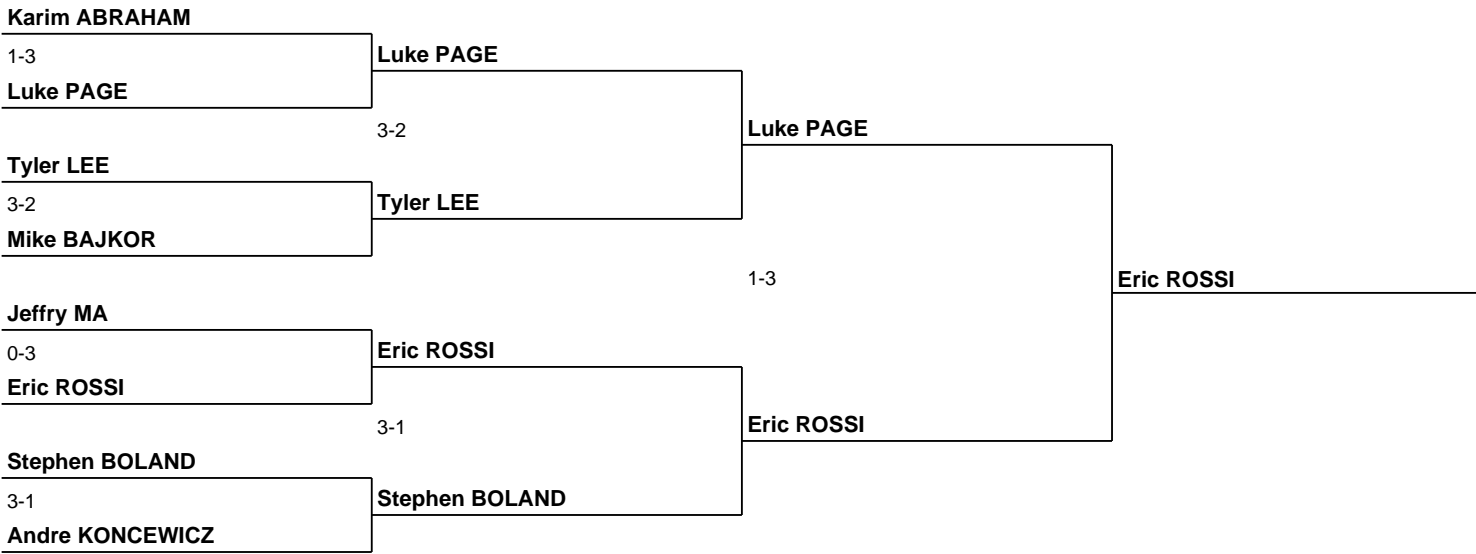 Karim ABRAHAM
1-3
Luke PAGE
Luke PAGE
3-2
Luke PAGE
Tyler LEE
3-2
Tyler LEE
Mike BAJKOR
1-3
Eric ROSSI
Jeffry MA
0-3
Eric ROSSI
Eric ROSSI
3-1
Eric ROSSI
Stephen BOLAND
3-1
Stephen BOLAND
Andre KONCEWICZ